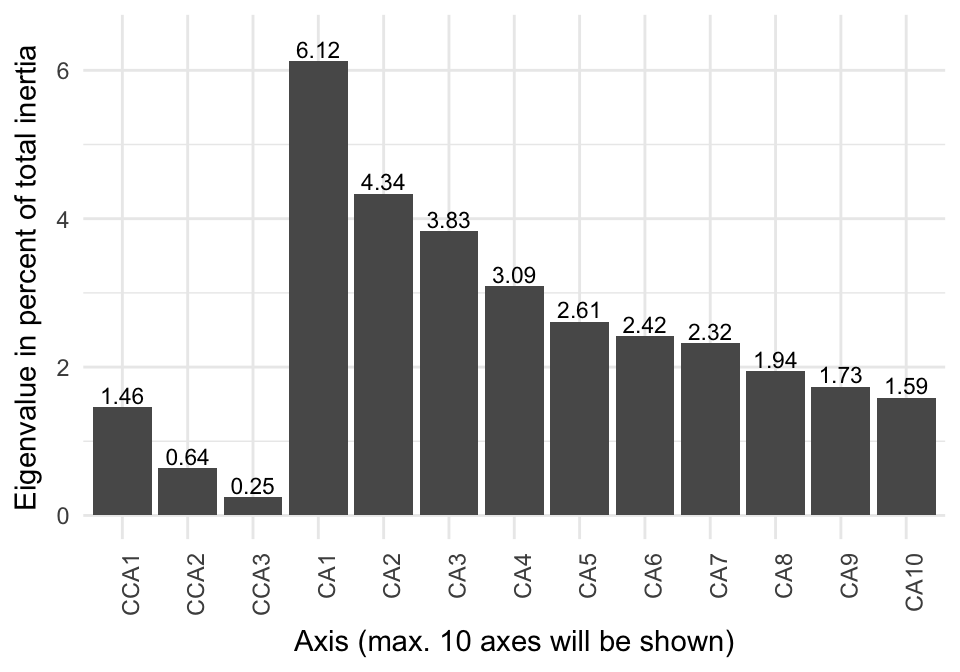 Eigenvalue in percent of total inertia
6
4
2
0
1.46
0.64
0.25
6.12
4.34
3.83
3.09
2.61
2.42
2.32
1.94
1.73
1.59
CCA1
CCA2
CCA3
CA1
CA2
CA3
CA4
CA5
CA6
CA7
CA8
CA9
CA10
Axis (max. 10 axes will be shown)